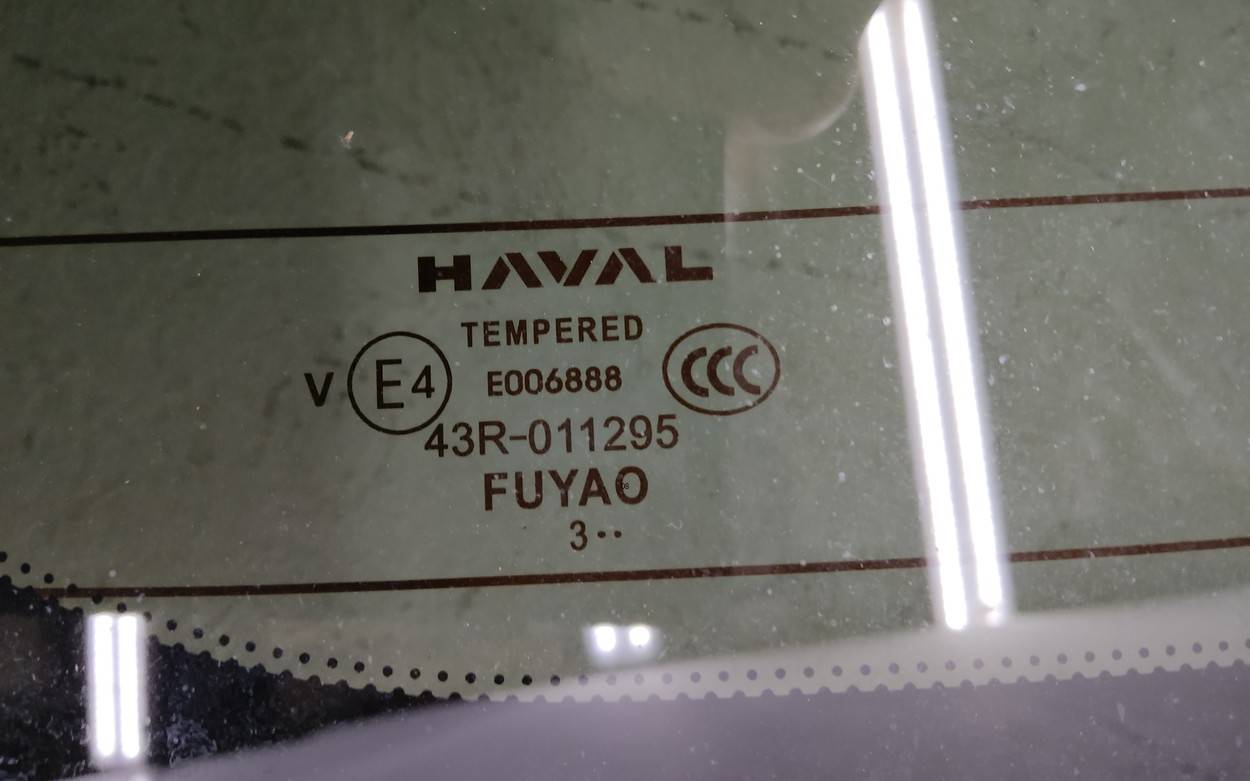 HAVAL
TEMPERED
V E4 E006888 CCC
43R-011295
FUYAO
3··